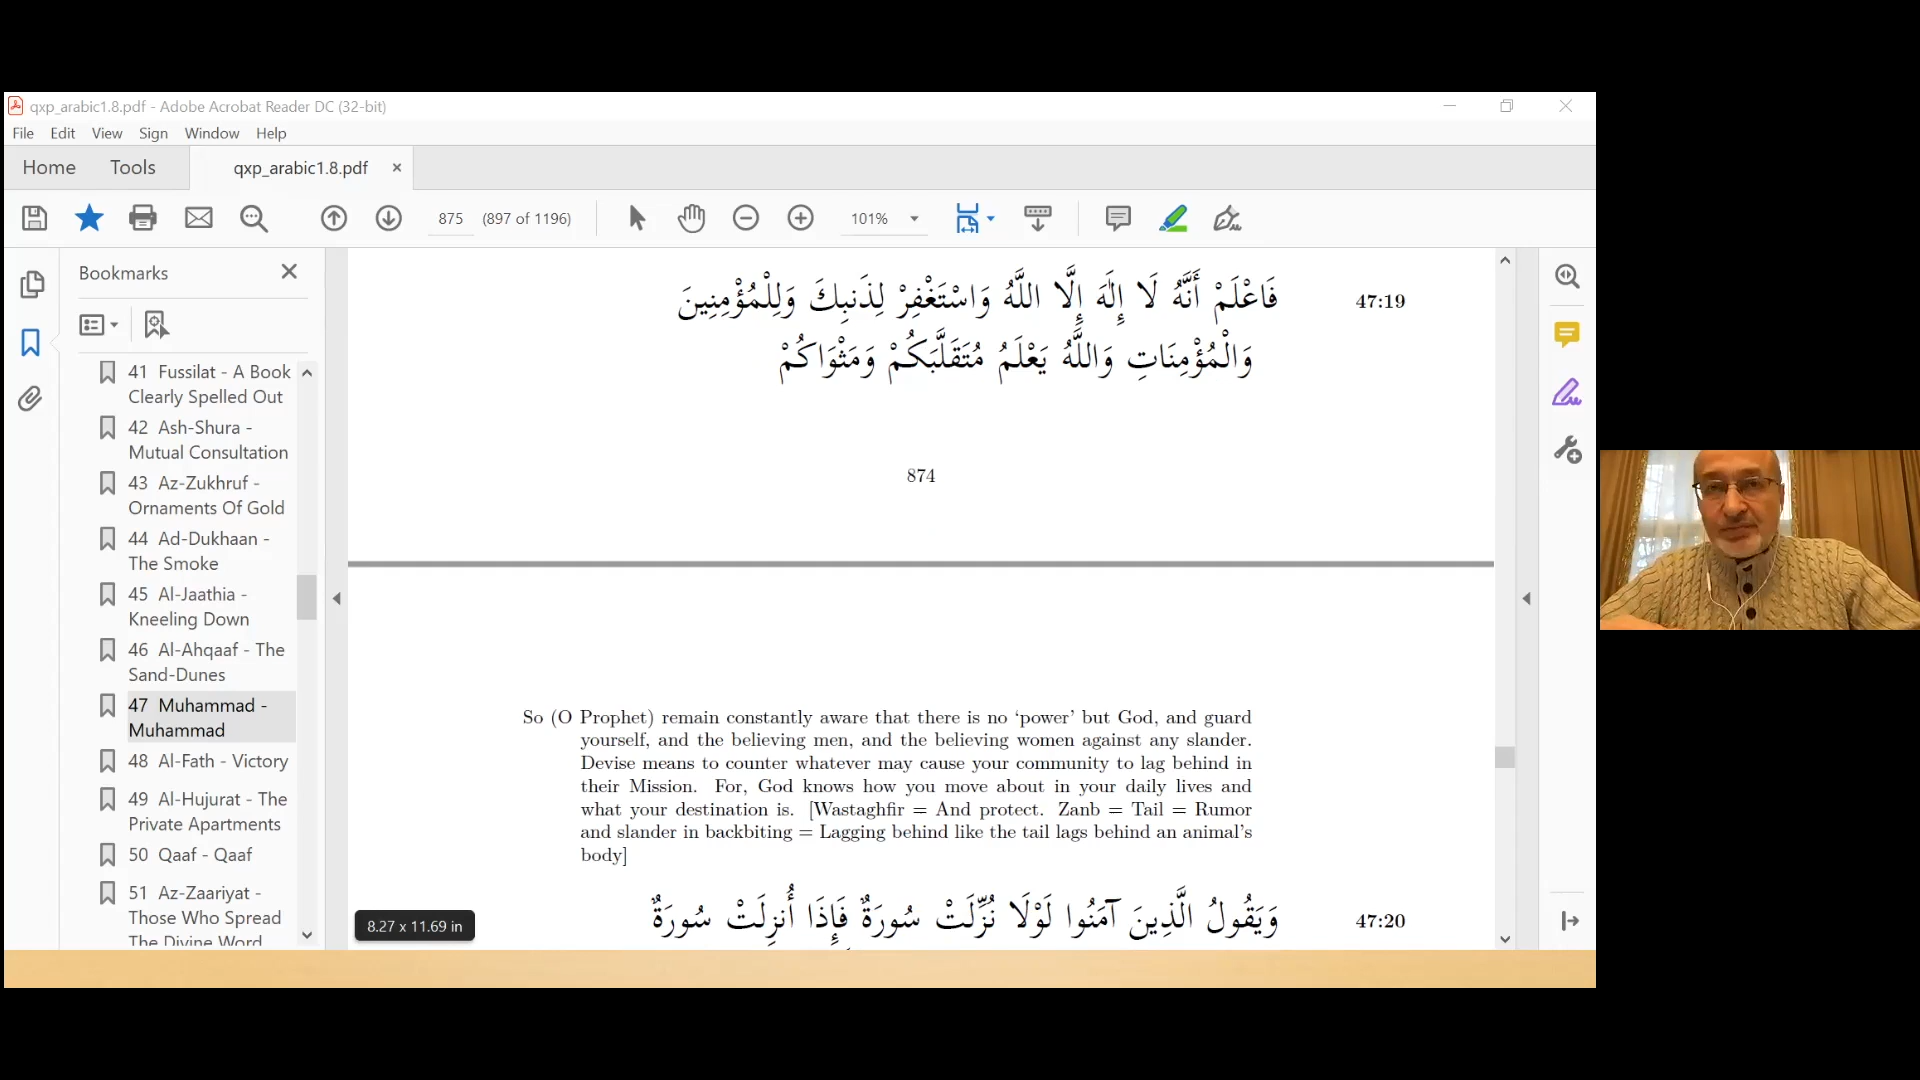 qxp_arabic1.8.pdf - Adobe Acrobat Reader DC (32-bit)
File Edit View Sign Window Help
Home Tools qxp_arabic1.8.pdf
875 (897 of 1196) 101%
Bookmarks
41 Fussilat - A Book
Clearly Spelled Out
42 Ash-Shura -
Mutual Consultation
43 Az-Zukhruf -
Ornaments Of Gold
44 Ad-Dukhaan -
The Smoke
45 Al-Jaathia -
Kneeling Down
46 Al-Ahqaaf - The
Sand-Dunes
47 Muhammad -
Muhammad
48 Al-Fath - Victory
49 Al-Hujurat - The
Private Apartments
50 Qaaf - Qaaf
51 Az-Zaariyat -
Those Who Spread
The Divine Word
47:19
فَاعْلَمْ أَنَّهُ لَا إِلَٰهَ إِلَّا اللَّهُ وَاسْتَغْفِرْ لِذَنبِكَ وَلِلْمُؤْمِنِينَ
وَالْمُؤْمِنَاتِ وَاللَّهُ يَعْلَمُ مُتَقَلَّبَكُمْ وَمَثْوَاكُمْ
874
So (O Prophet) remain constantly aware that there is no ‘power’ but God, and guard
yourself, and the believing men, and the believing women against any slander.
Devise means to counter whatever may cause your community to lag behind in
their Mission. For, God knows how you move about in your daily lives and
what your destination is. [Wastaghfir = And protect. Zanb = Tail = Rumor
and slander in backbiting = Lagging behind like the tail lags behind an animal’s
body]
47:20
وَيَقُولُ الَّذِينَ آمَنُوا لَوْلَا نُزِّلَتْ سُورَةٌ فَإِذَا أُنزِلَتْ سُورَةٌ
8.27 x 11.69 in